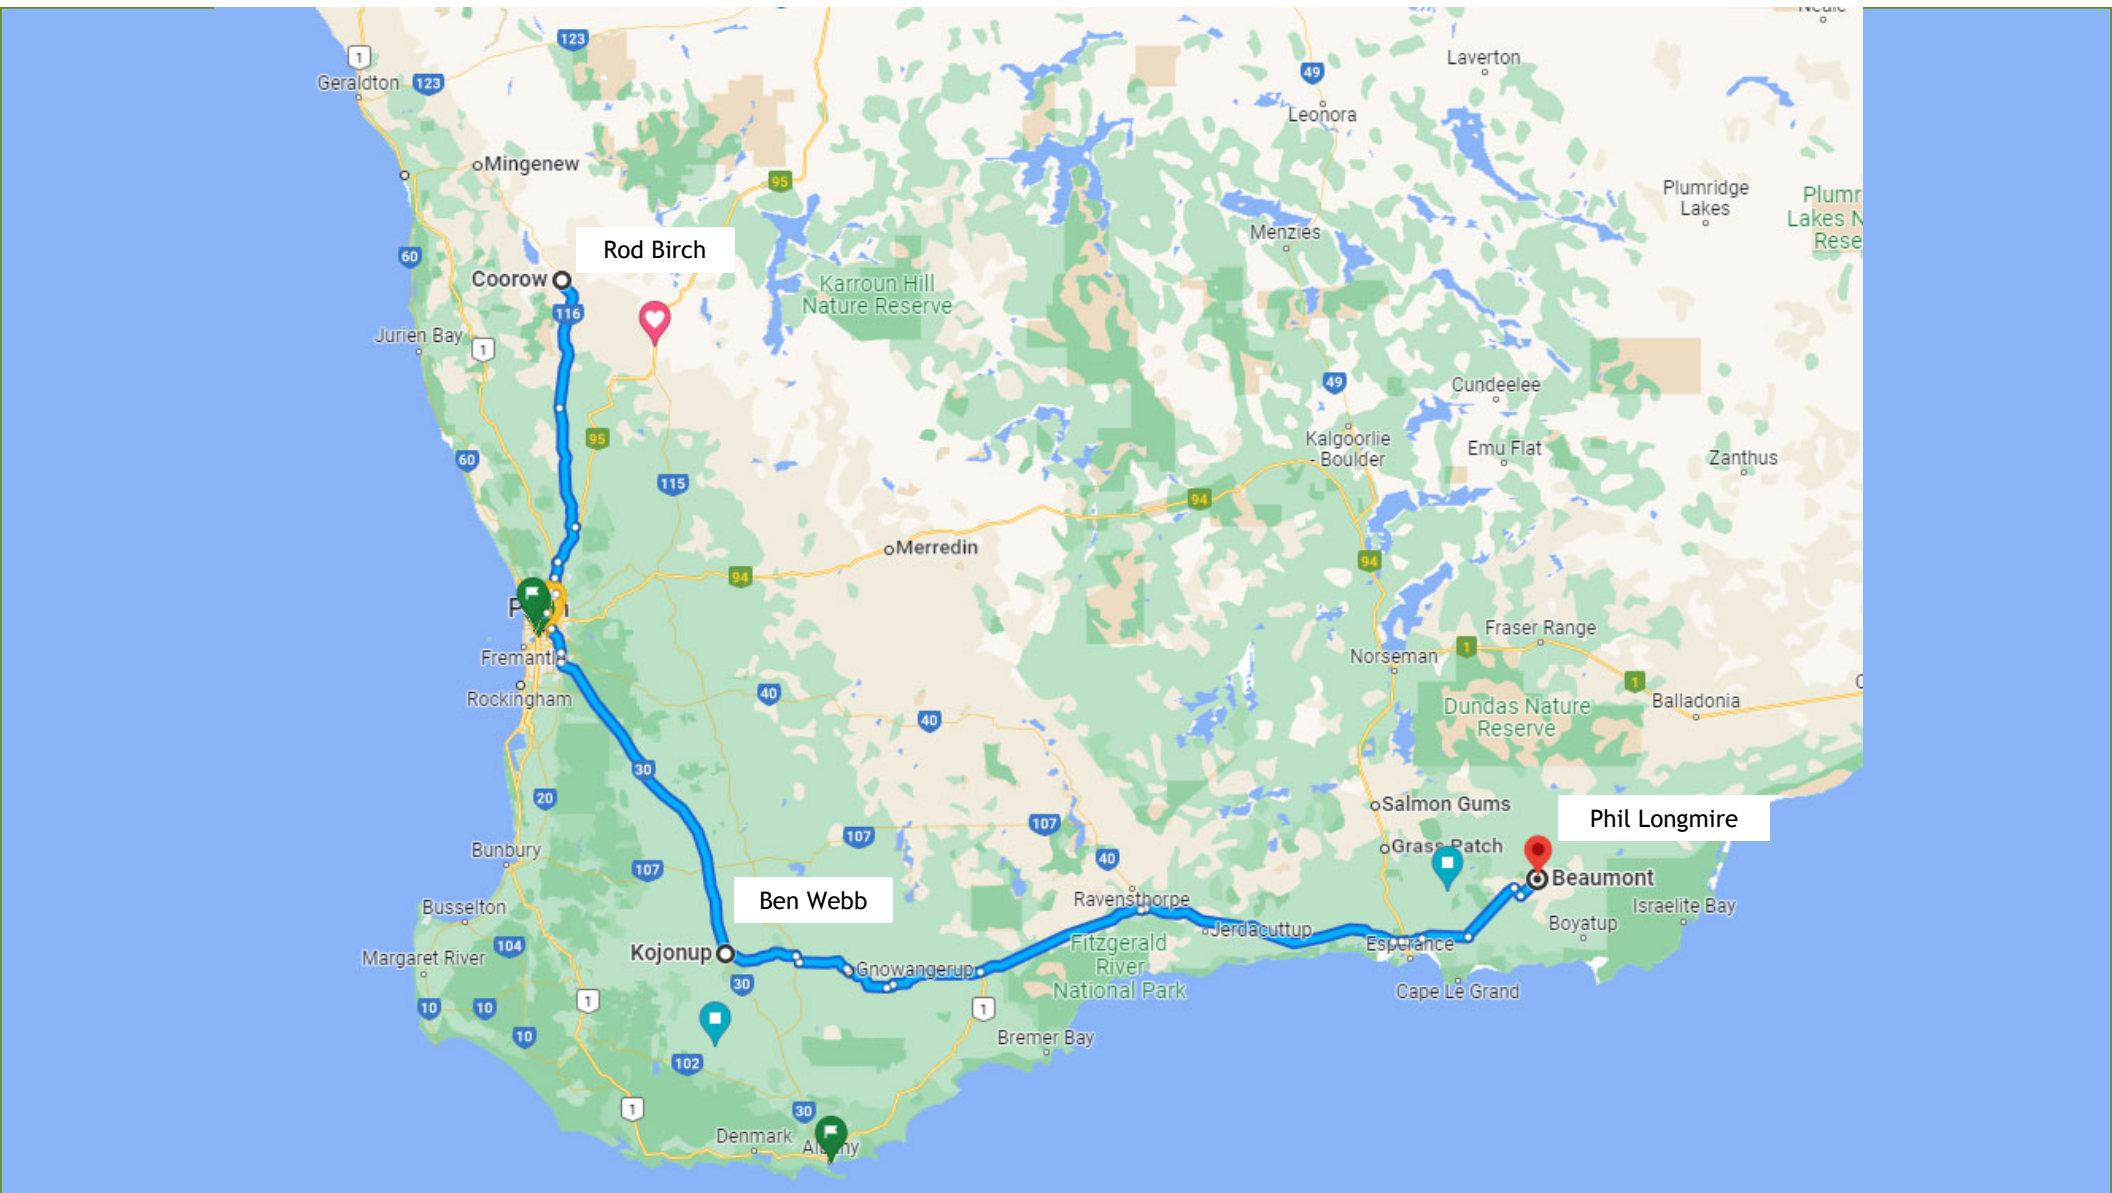 Neale
123
1
Laverton
Geraldton
123
49
Leonora
Mingenew
95
Plumridge
Lakes
Plumr
Lakes N
Rese
Menzies
Rod Birch
60
Coorow
Karroun Hill
Nature Reserve
116
Jurien Bay
1
49
Cundeelee
95
Kalgoorlie
- Boulder
Emu Flat
Zanthus
60
115
94
Merredin
94
94
Fraser Range
1
Fremantle
Norseman
1
Rockingham
40
40
Balladonia
Dundas Nature
Reserve
30
20
Salmon Gums
Phil Longmire
107
107
Bunbury
Grass Patch
40
107
Beaumont
Ben Webb
Ravensthorpe
Busselton
Israelite Bay
Boyatup
Jerdacuttup
104
Esperance
Fitzgerald
River
National Park
Kojonup
Margaret River
Gnowangerup
30
Cape Le Grand
1
10
10
1
10
Bremer Bay
102
1
30
Denmark